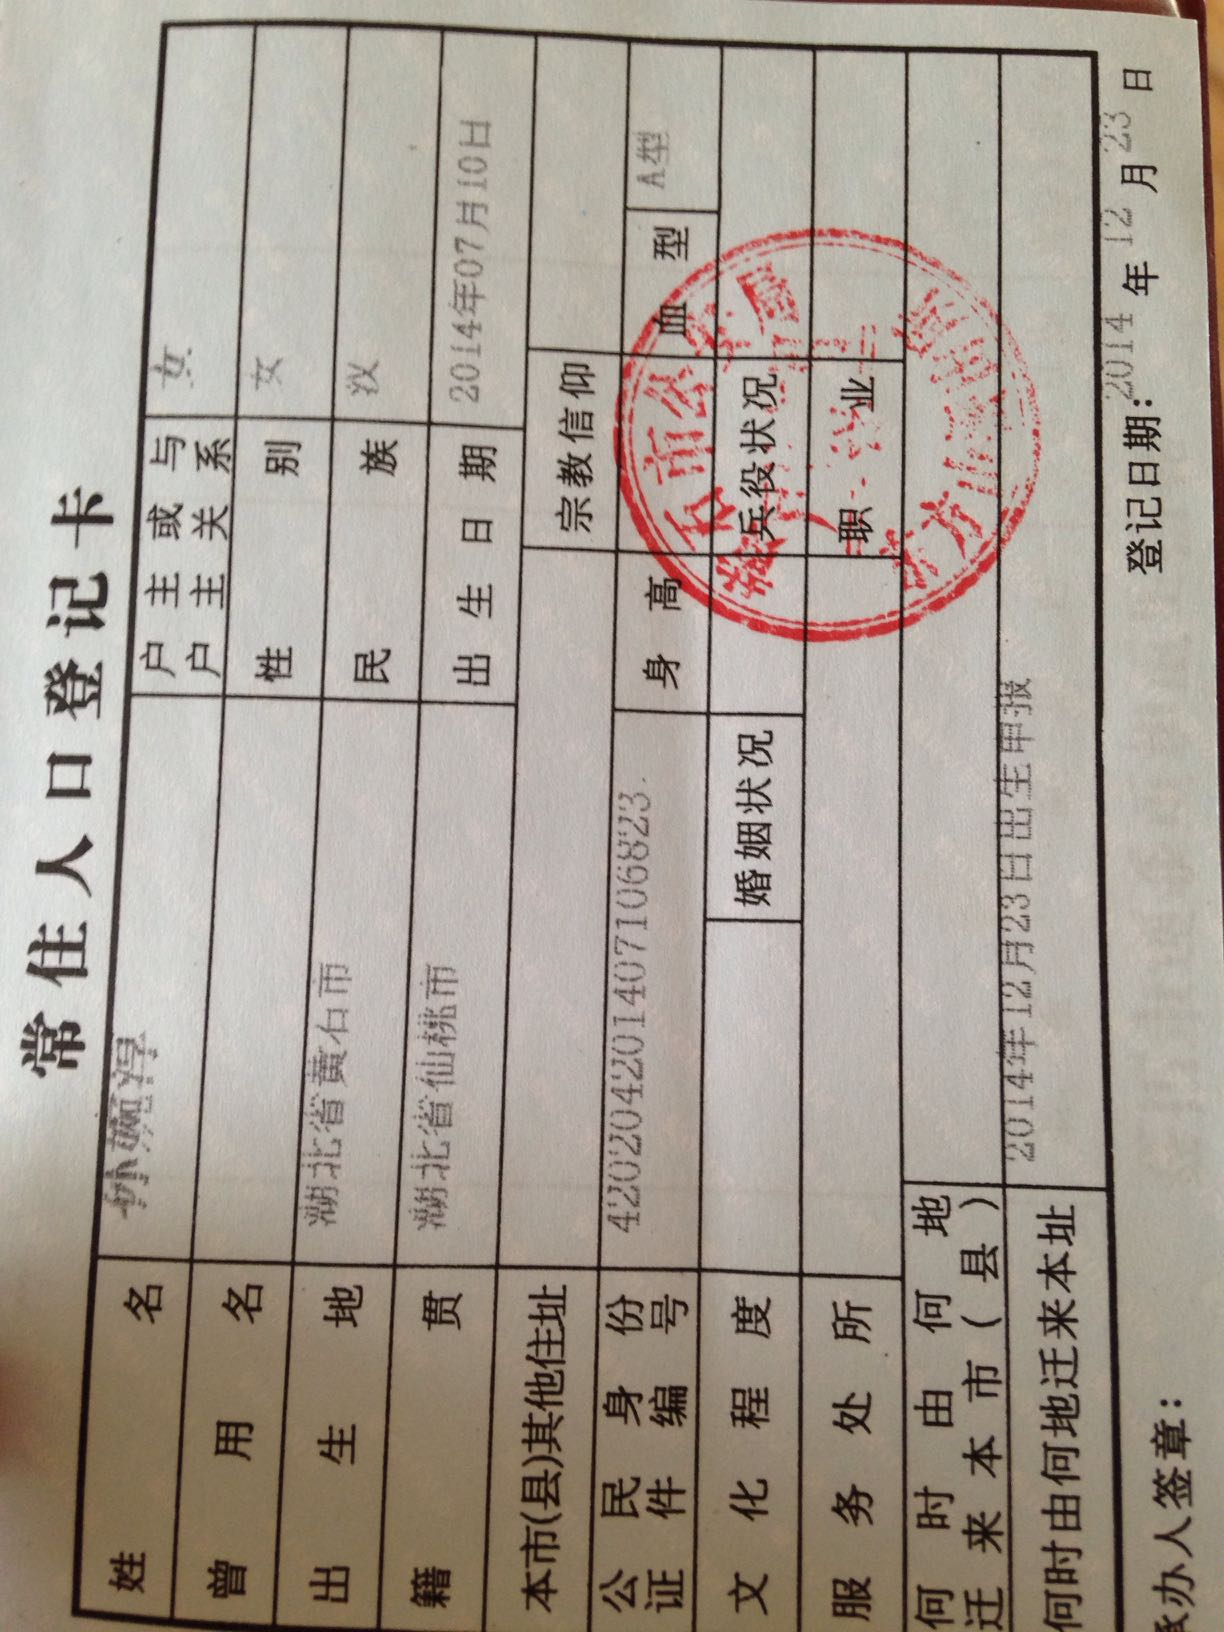 常住人口登记卡
姓名
户主或与户主关系 女
曾用名
性别 女
出生地 湖北省黄石市
民族 汉
籍贯 湖北省仙桃市
出生日期 2014年07月10日
本市(县)其他住址
宗教信仰
公民身份证件编号 420204201407106823
身高
血型 A型
文化程度
婚姻状况
兵役状况
服务处所
职业
何时由何地迁来本市(县)
何时由何地迁来本址 2014年12月23日出生申报
承办人签章:
登记日期:2014年12月23日